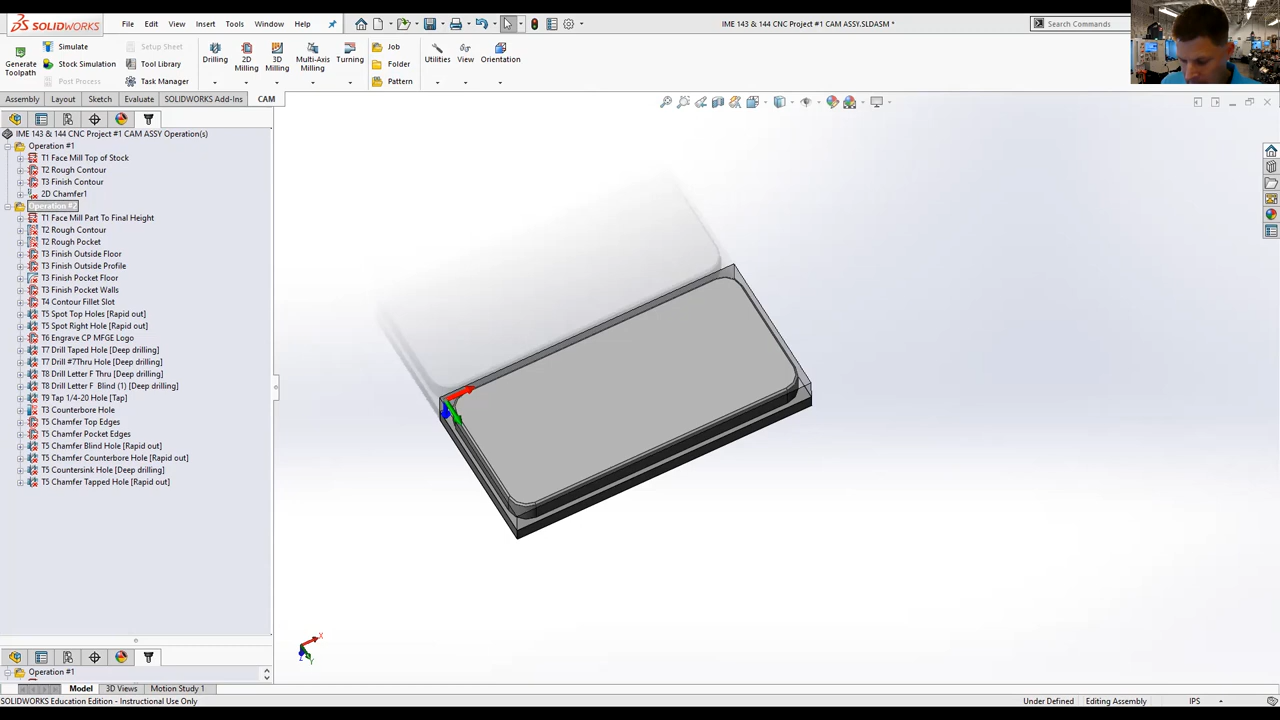 SOLIDWORKS File Edit View Insert Tools Window Help IME 143 & 144 CNC Project #1 CAM ASSY.SLDASM * Search Commands
Generate Toolpath
Simulate
Stock Simulation
Post Process
Setup Sheet
Tool Library
Task Manager
Drilling
2D Milling
3D Milling
Multi-Axis Milling
Turning
Job
Folder
Pattern
Utilities
View
Orientation
Assembly Layout Sketch Evaluate SOLIDWORKS Add-Ins CAM
IME 143 & 144 CNC Project #1 CAM ASSY Operation(s)
Operation #1
T1 Face Mill Top of Stock
T2 Rough Contour
T3 Finish Contour
2D Chamfer1
Operation #2
T1 Face Mill Part To Final Height
T2 Rough Contour
T2 Rough Pocket
T3 Finish Outside Floor
T3 Finish Outside Profile
T3 Finish Pocket Floor
T3 Finish Pocket Walls
T4 Contour Fillet Slot
T5 Spot Top Holes [Rapid out]
T5 Spot Right Hole [Rapid out]
T6 Engrave CP MFGE Logo
T7 Drill Taped Hole [Deep drilling]
T7 Drill #7Thru Hole [Deep drilling]
T8 Drill Letter F Thru [Deep drilling]
T8 Drill Letter F Blind (1) [Deep drilling]
T9 Tap 1/4-20 Hole [Tap]
T3 Counterbore Hole
T5 Chamfer Top Edges
T5 Chamfer Pocket Edges
T5 Chamfer Blind Hole [Rapid out]
T5 Chamfer Counterbore Hole [Rapid out]
T5 Countersink Hole [Deep drilling]
T5 Chamfer Tapped Hole [Rapid out]
X
Y
Z
Operation #1
Model 3D Views Motion Study 1
SOLIDWORKS Education Edition - Instructional Use Only Under Defined Editing Assembly IPS